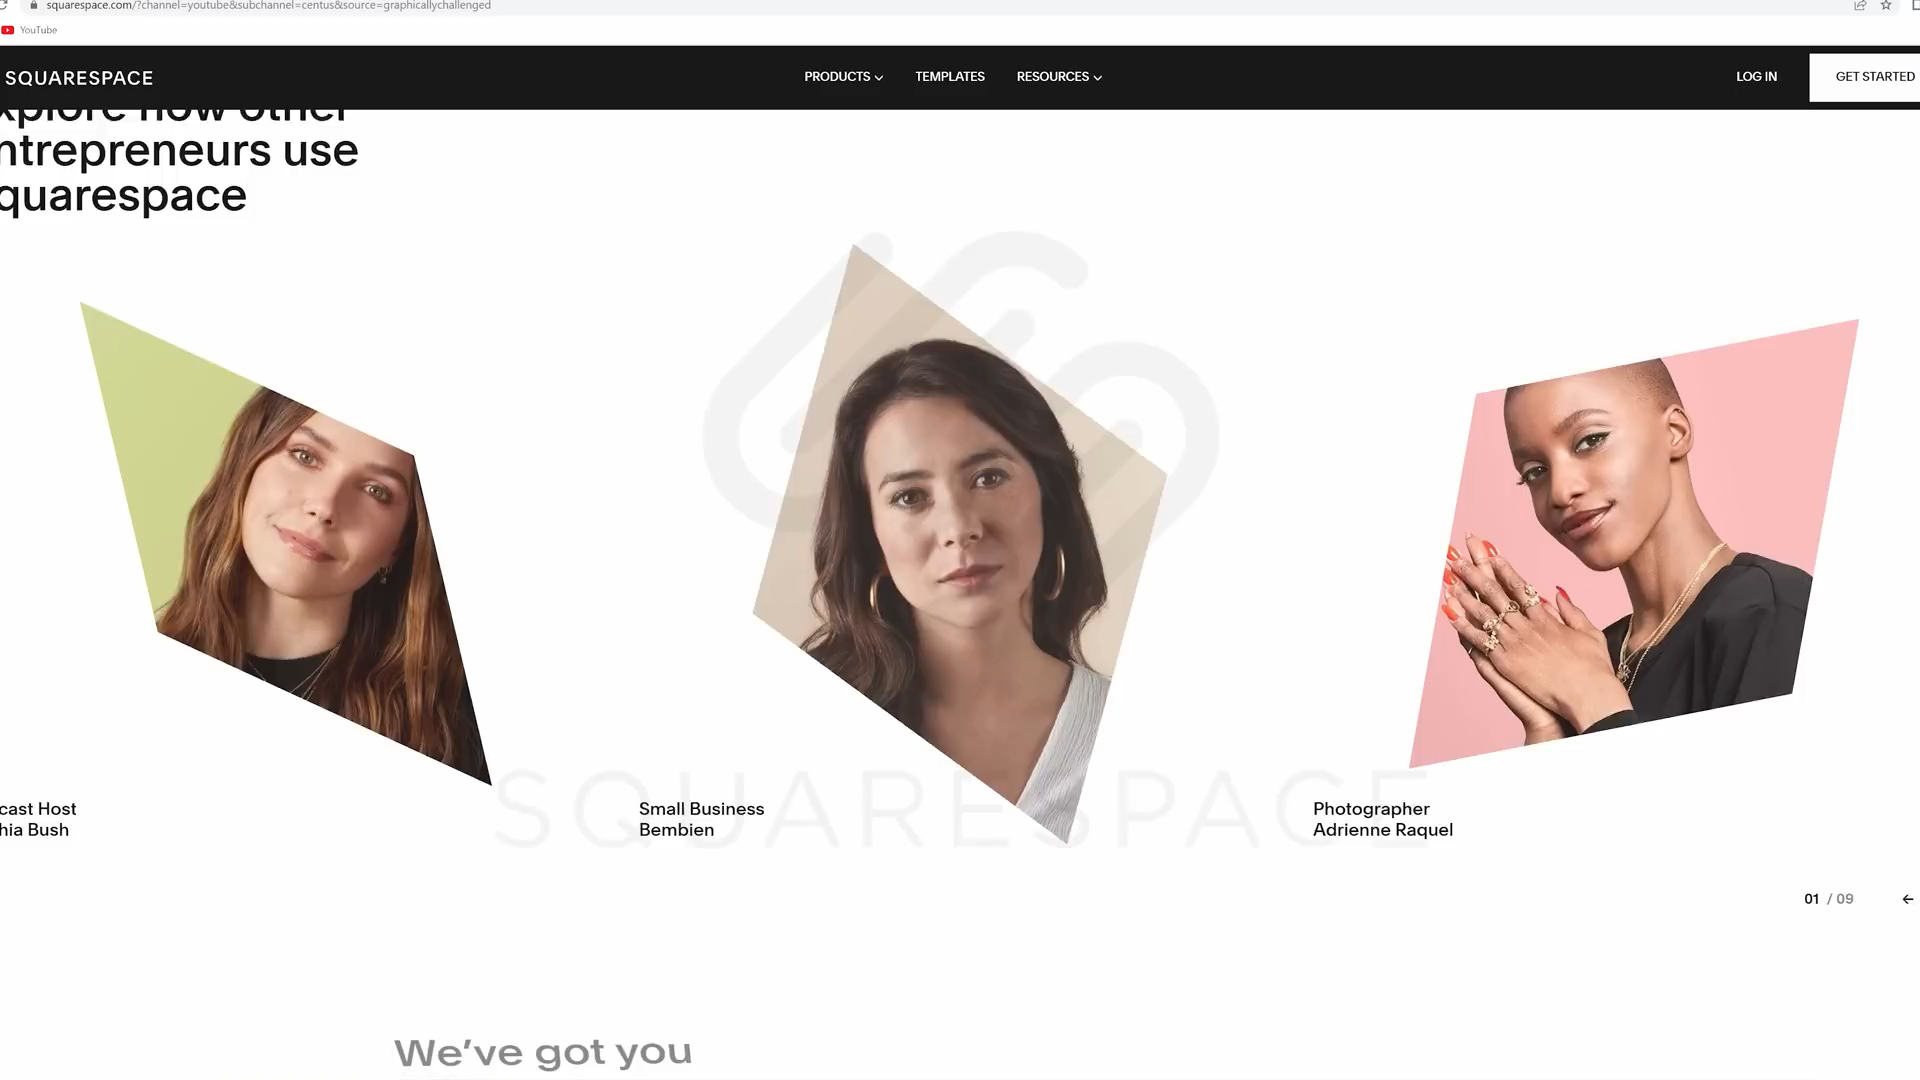 squarespace.com/?channel=youtube&subchannel=centus&source=graphicallychallenged
YouTube
SQUARESPACE
PRODUCTS
TEMPLATES
RESOURCES
LOG IN
GET STARTED
xplore how other
ntrepreneurs use
quarespace
cast Host
hia Bush
Small Business
Bembien
Photographer
Adrienne Raquel
SQUARESPACE
01 / 09
We've got you